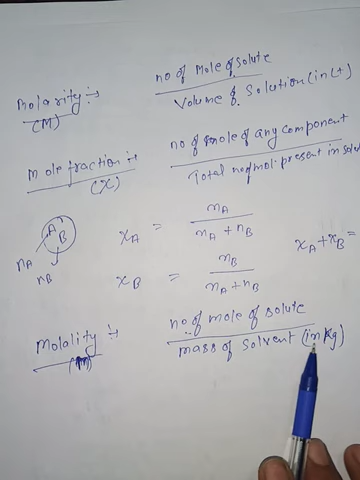 Molarity :- no of Mole of solute
(M) Volume of Solution (in Lt)
Mole fraction :- no of mole of any component
(X) Total no of mol present in
A B
nA
nB
xA = nA / nA + nB
xA + xB =
xB = nB / nA + nB
Molality :- no of mole of solute
(m) mass of solvent (in kg)